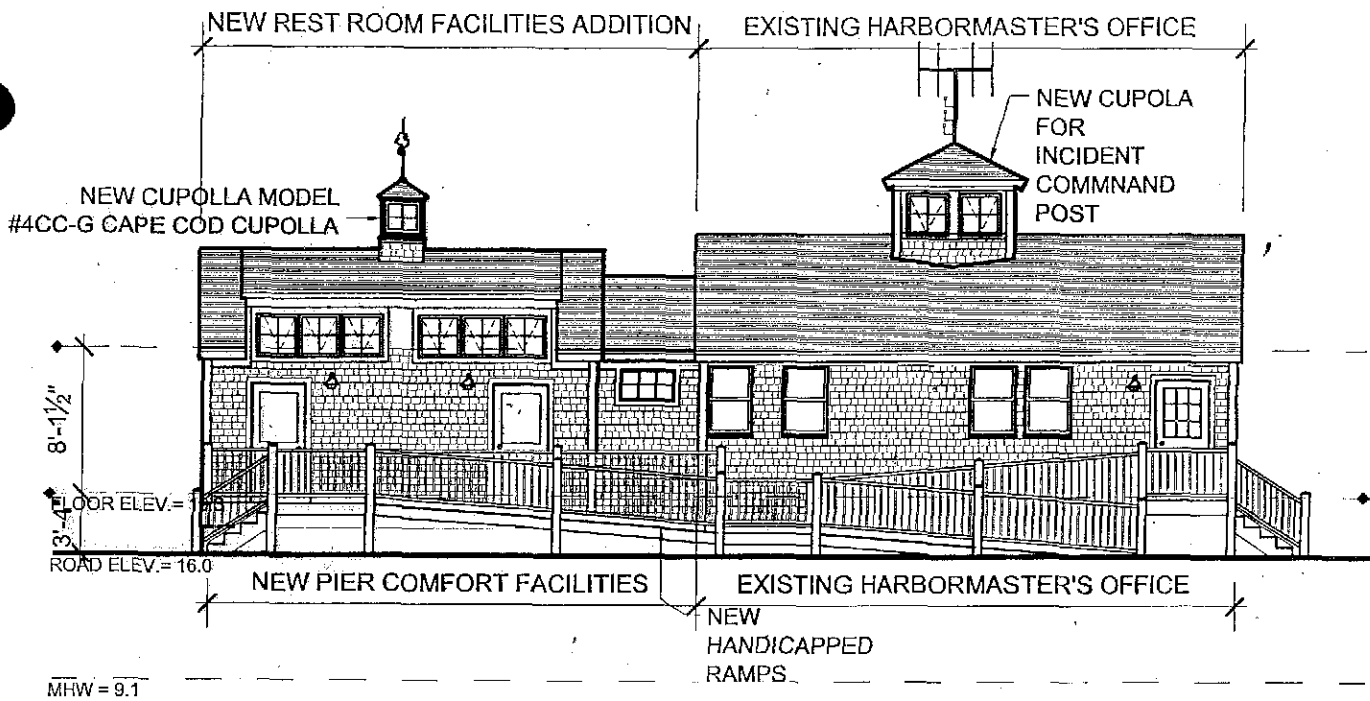 NEW REST ROOM FACILITIES ADDITION
EXISTING HARBORMASTER'S OFFICE
NEW CUPOLA
FOR
INCIDENT
COMMNAND
POST
NEW CUPOLLA MODEL
#4CC-G CAPE COD CUPOLLA
8'-1½"
3'-4"
FLOOR ELEV.=
ROAD ELEV.= 16.0
NEW PIER COMFORT FACILITIES
EXISTING HARBORMASTER'S OFFICE
NEW
HANDICAPPED
RAMPS
MHW = 9.1